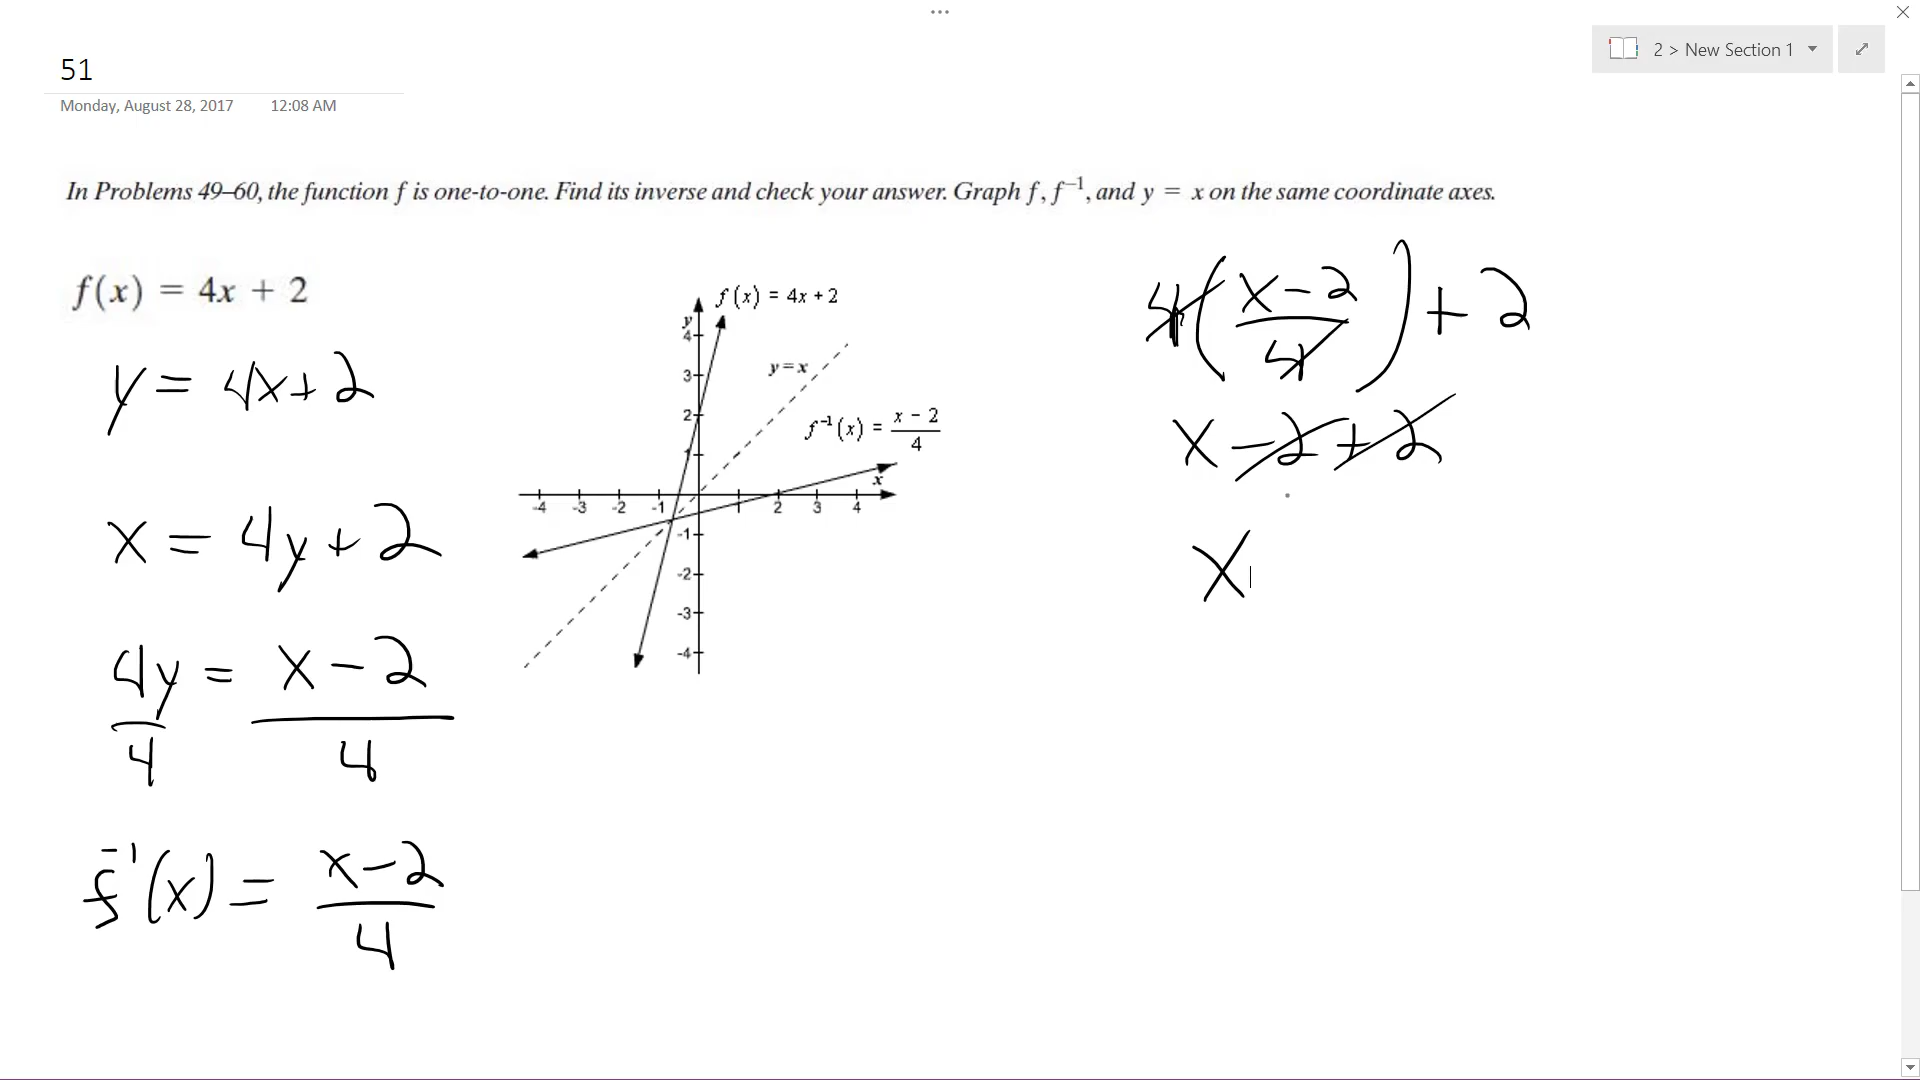 ...
2 > New Section 1
51
Monday, August 28, 2017 12:08 AM
In Problems 49–60, the function f is one-to-one. Find its inverse and check your answer. Graph f, f⁻¹, and y = x on the same coordinate axes.
f(x) = 4x + 2
y = 4x + 2
x = 4y + 2
4y/4 = (x - 2)/4
f⁻¹(x) = (x - 2)/4
f(x) = 4x + 2
y
4
y = x
3
f⁻¹(x) = (x - 2)/4
2
1
x
-4 -3 -2 -1 2 3 4
-1
-2
-3
-4
4((x - 2)/4) + 2
x - 2 + 2
x